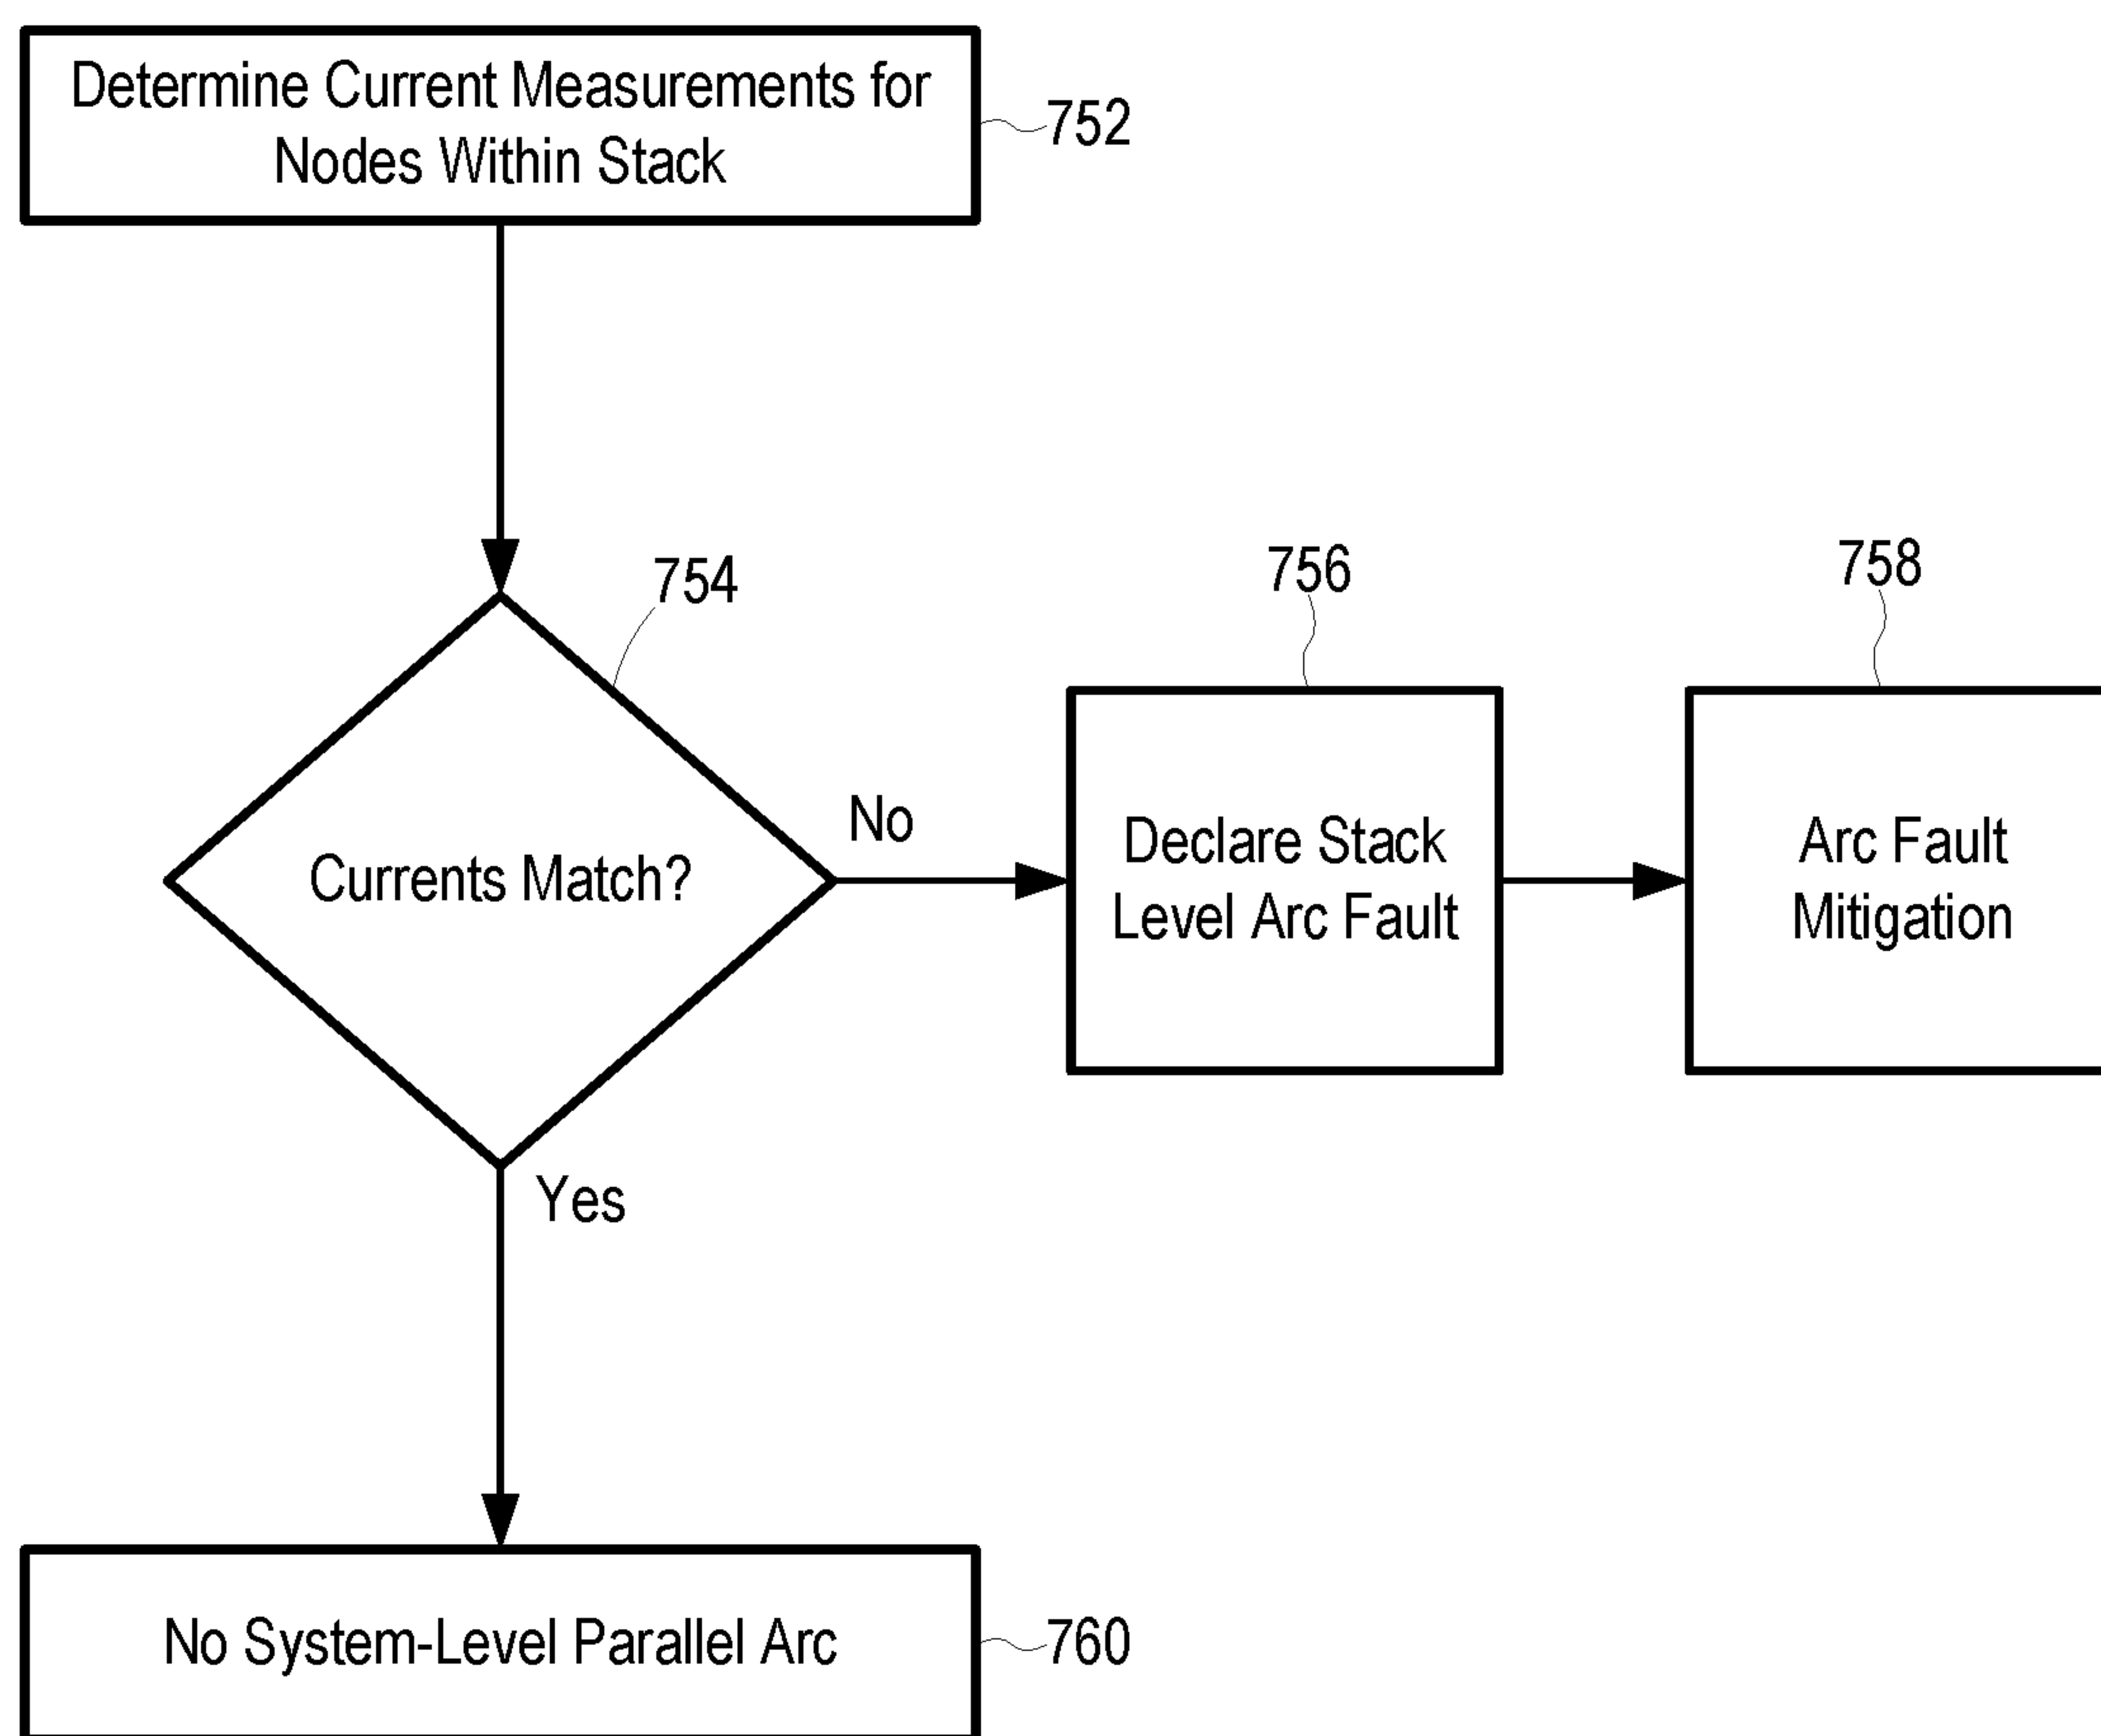 Determine Current Measurements for
Nodes Within Stack
752
754
756
758
Currents Match?
No
Declare Stack
Level Arc Fault
Arc Fault
Mitigation
Yes
No System-Level Parallel Arc
760